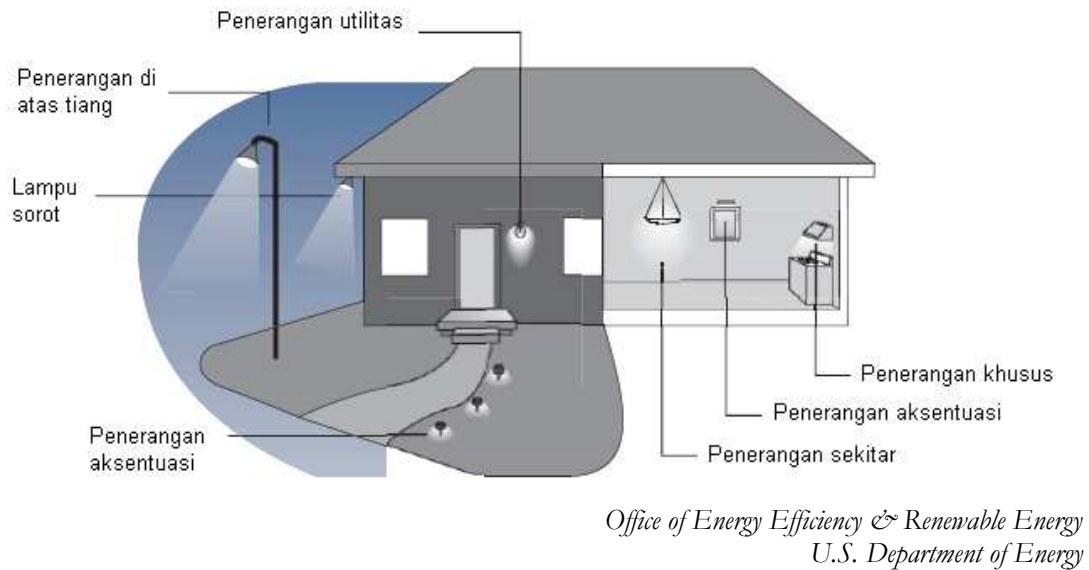 Penerangan utilitas
Penerangan di
atas tiang
Lampu
sorot
Penerangan khusus
Penerangan aksentuasi
Penerangan
aksentuasi
Penerangan sekitar
Office of Energy Efficiency & Renewable Energy
U.S. Department of Energy